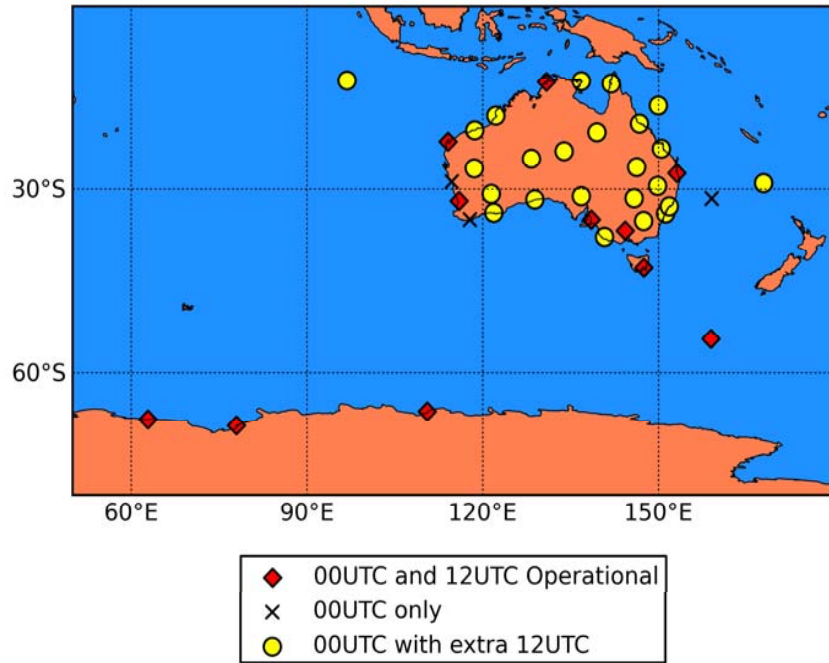 30°S
60°S
60°E 90°E 120°E 150°E
00UTC and 12UTC Operational
00UTC only
00UTC with extra 12UTC